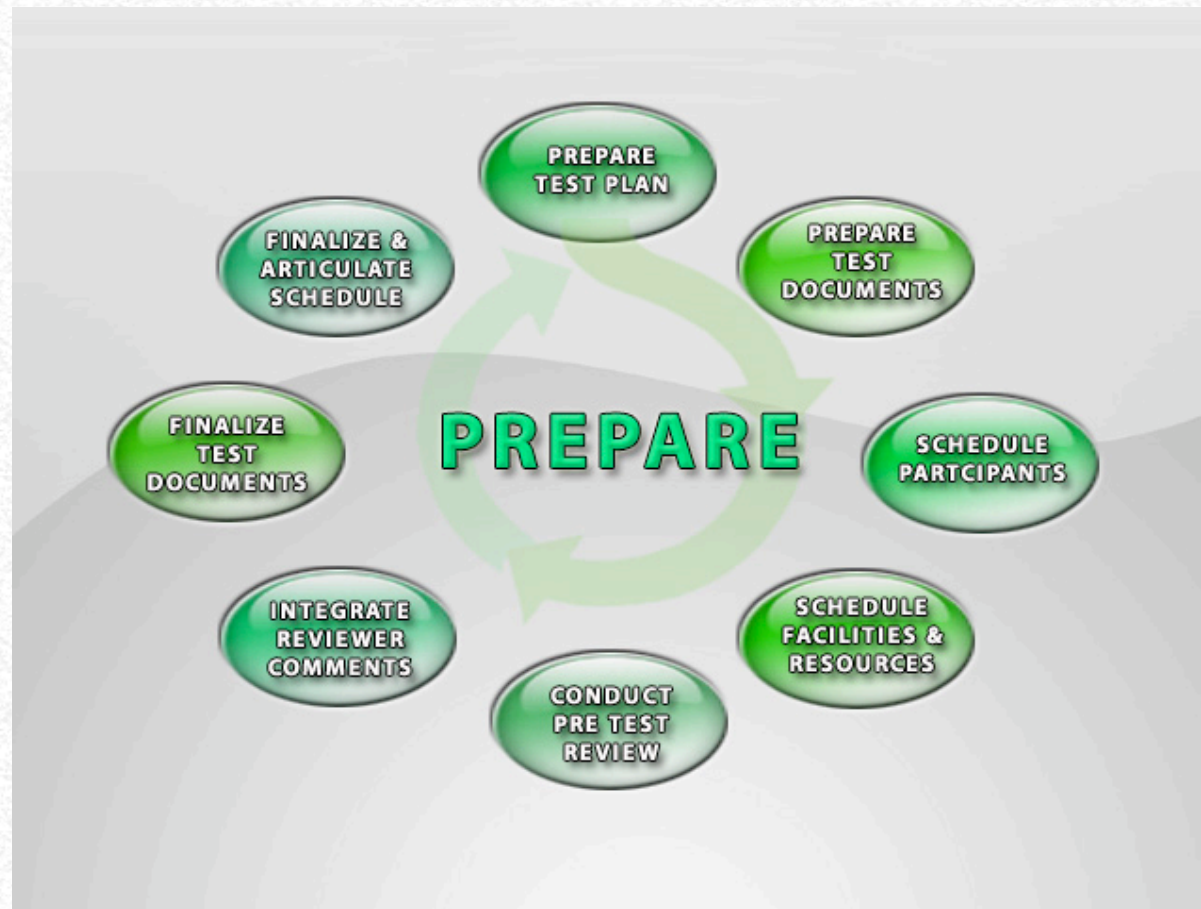 PREPARE
TEST PLAN
PREPARE
TEST
DOCUMENTS
SCHEDULE
PARTCIPANTS
SCHEDULE
FACILITIES &
RESOURCES
CONDUCT
PRE TEST
REVIEW
INTEGRATE
REVIEWER
COMMENTS
FINALIZE
TEST
DOCUMENTS
FINALIZE &
ARTICULATE
SCHEDULE
PREPARE